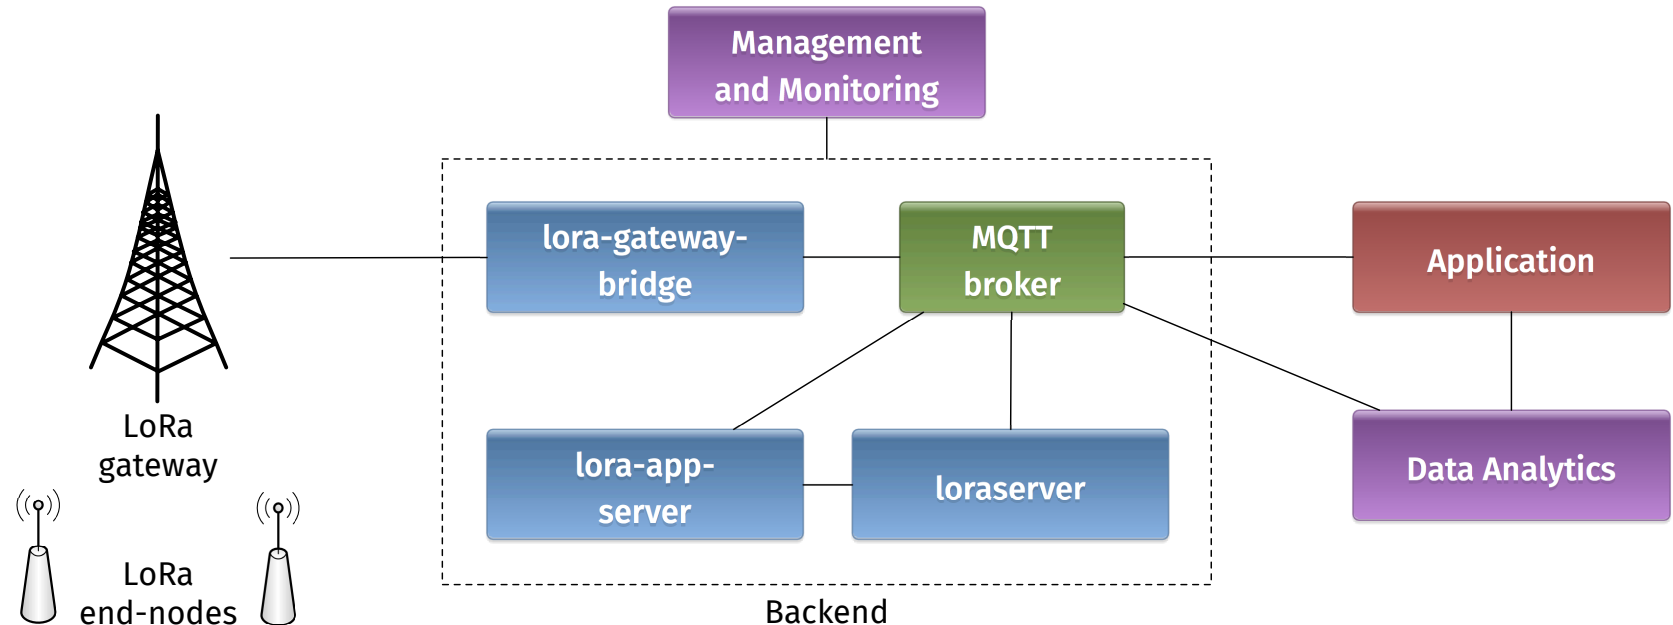 Management
and Monitoring
lora-gateway-
bridge
MQTT
broker
Application
LoRa
gateway
lora-app-
server
loraserver
Data Analytics
LoRa
end-nodes
Backend